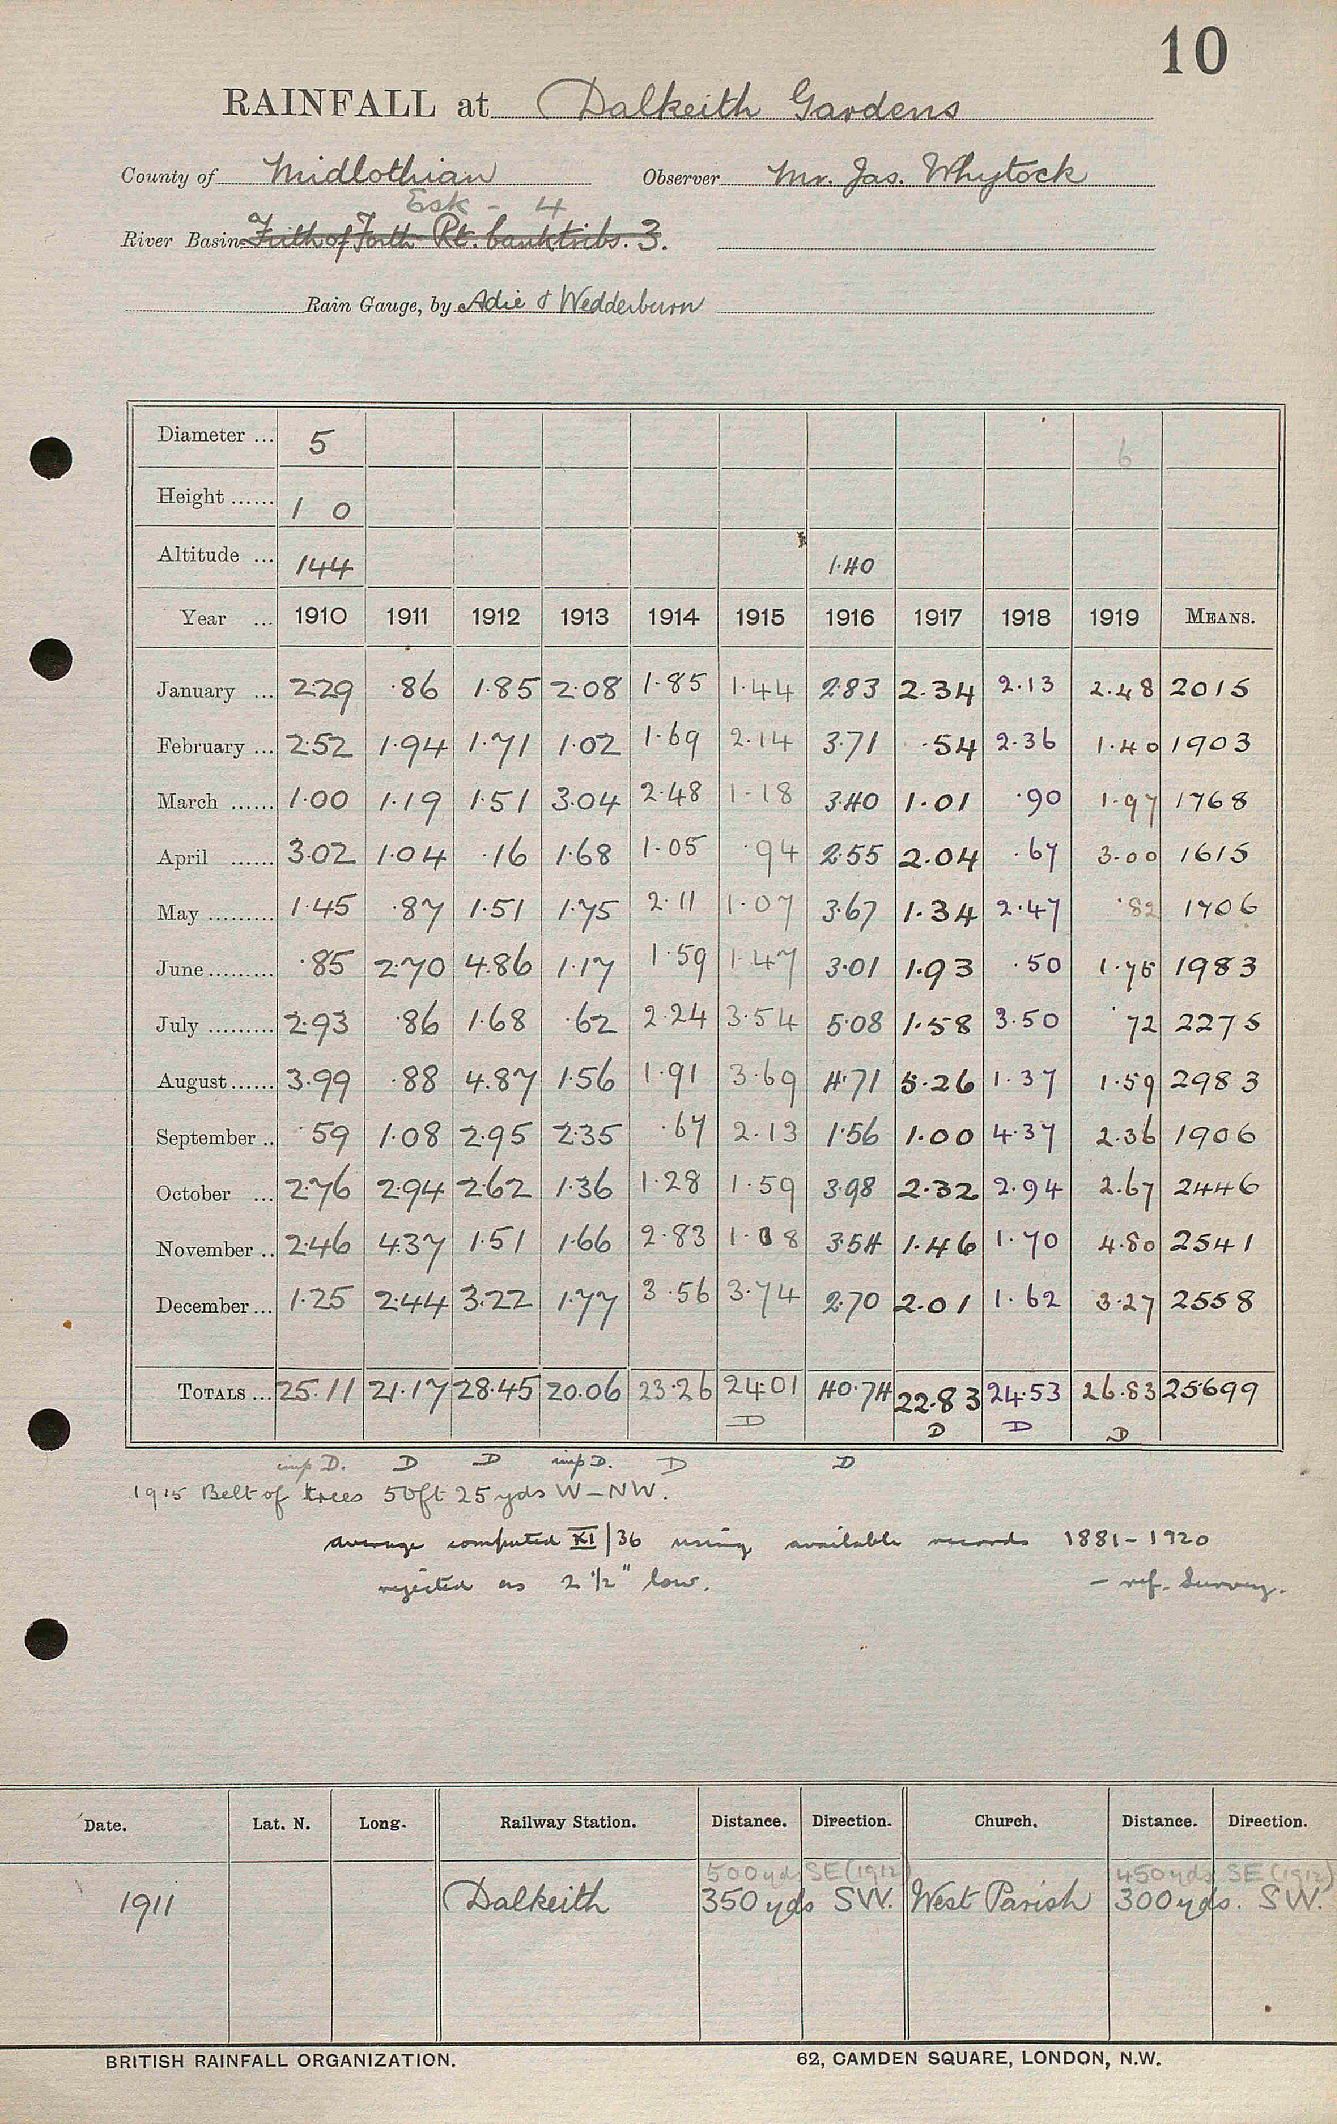 10
RAINFALL at Dalkeith Gardens
County of Midlothian Observer Mr. Jas. Whytock
Esk - 4
River Basin Frith of Forth Rt. bank tribs. 3.
Rain Gauge, by Adie & Wedderburn
Diameter ... 5 6
Height ...... 1 0
Altitude ... 144 140
Year ... 1910 1911 1912 1913 1914 1915 1916 1917 1918 1919 MEANS.
January ... 2.29 .86 1.85 2.08 1.85 1.44 2.83 2.34 2.13 2.48 2015
February ... 2.52 1.94 1.71 1.02 1.69 2.14 3.71 .54 2.36 1.40 1903
March ...... 1.00 1.19 1.51 3.04 2.48 1.18 3.40 1.01 .90 1.97 1768
April ...... 3.02 1.04 .16 1.68 1.05 .94 2.55 2.04 .67 3.00 1615
May ......... 1.45 .87 1.51 1.75 2.11 1.07 3.67 1.34 2.47 .82 1706
June ......... .85 2.70 4.86 1.17 1.59 1.47 3.01 1.93 .50 1.75 1983
July ......... 2.93 .86 1.68 .62 2.24 3.54 5.08 1.58 3.50 .72 2275
August ...... 3.99 .88 4.87 1.56 1.91 3.69 4.71 5.26 1.37 1.59 2983
September .. .59 1.08 2.95 2.35 .67 2.13 1.56 1.00 4.37 2.36 1906
October ... 2.76 2.94 2.62 1.36 1.28 1.59 3.98 2.32 2.94 2.67 2446
November .. 2.46 4.37 1.51 1.66 2.83 1.08 3.54 1.46 1.70 4.80 2541
December ... 1.25 2.44 3.22 1.77 3.56 3.74 2.70 2.01 1.62 3.27 2558
TOTALS ... 25.11 21.17 28.45 20.06 23.26 24.01 40.74 22.83 24.53 26.83 25699
D D D D
imp D. D D imp D. D D
1915 Belt of trees 50ft 25 yds W-NW.
average computed XI/36 using available records 1881-1920
rejected as 2 1/2" low. - ref. Survey.
Date. Lat. N. Long. Railway Station. Distance. Direction. Church. Distance. Direction.
500 yds SE (1912) 450 yds SE (1912)
1911 Dalkeith 350 yds SW. West Parish 300 yds. SW.
BRITISH RAINFALL ORGANIZATION. 62, CAMDEN SQUARE, LONDON, N.W.